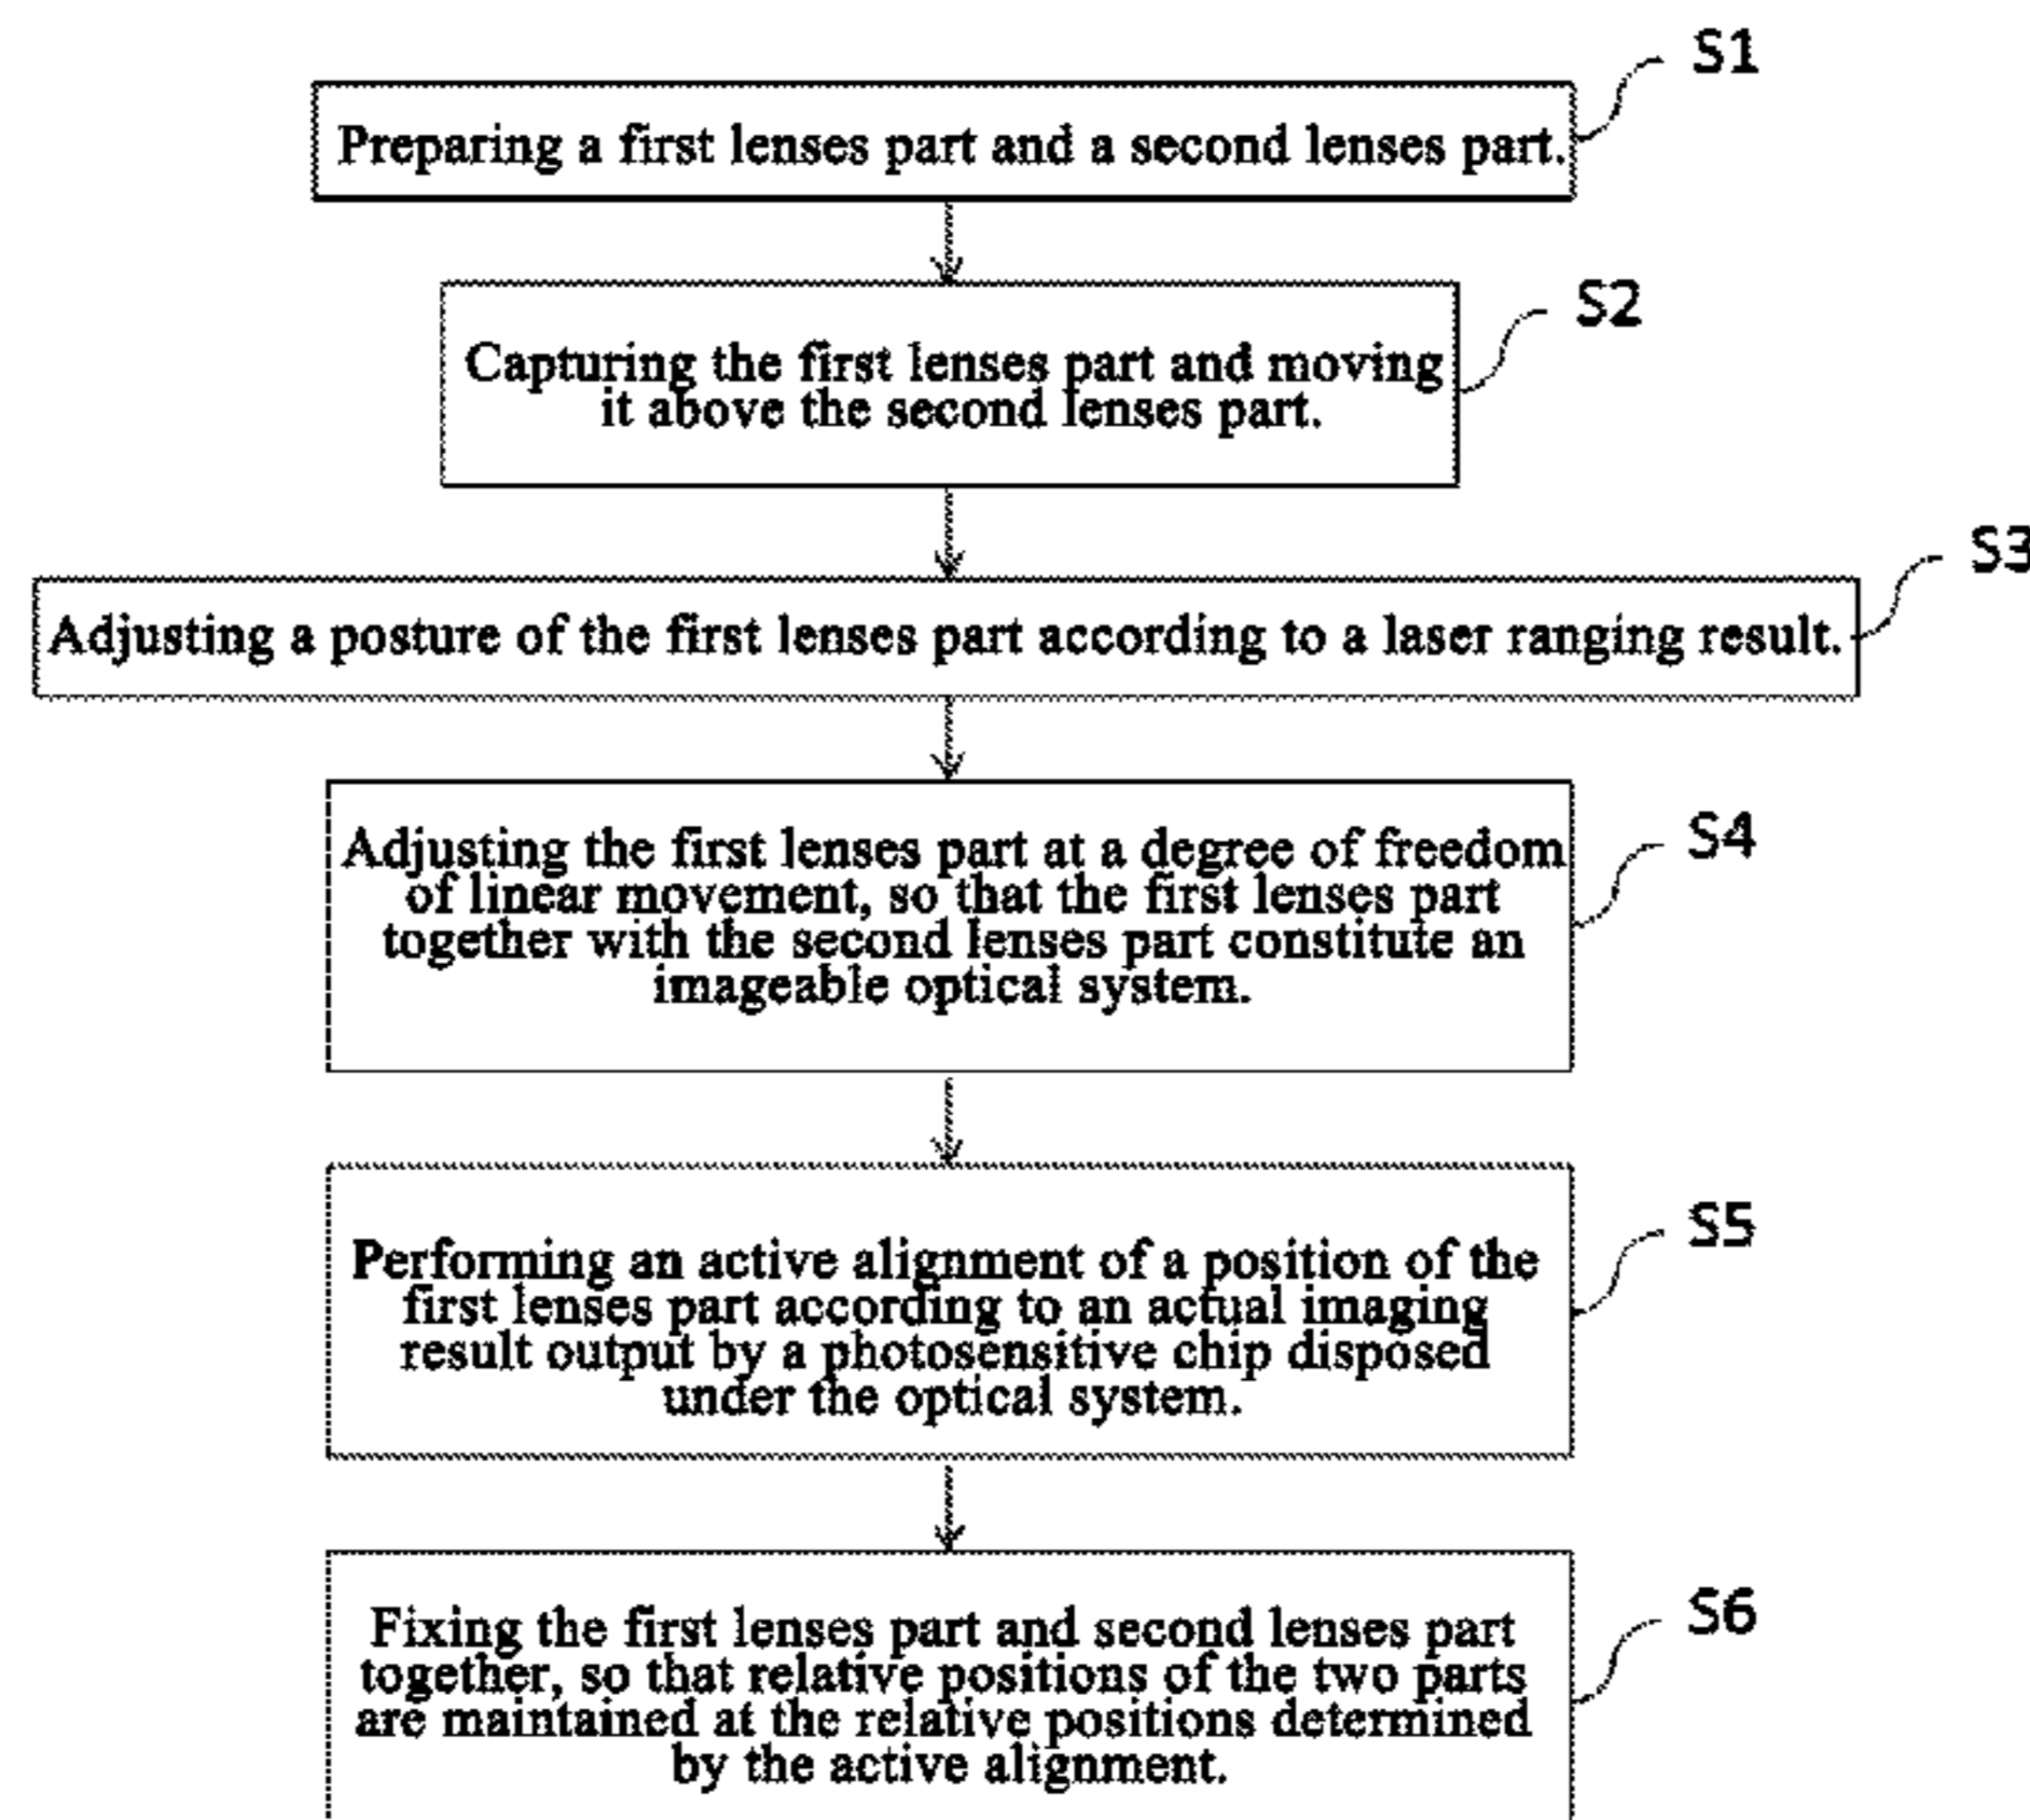 S1
Preparing a first lenses part and a second lenses part.
S2
Capturing the first lenses part and moving
it above the second lenses part.
S3
Adjusting a posture of the first lenses part according to a laser ranging result.
S4
Adjusting the first lenses part at a degree of freedom
of linear movement, so that the first lenses part
together with the second lenses part constitute an
imageable optical system.
S5
Performing an active alignment of a position of the
first lenses part according to an actual imaging
result output by a photosensitive chip disposed
under the optical system.
S6
Fixing the first lenses part and second lenses part
together, so that relative positions of the two parts
are maintained at the relative positions determined
by the active alignment.